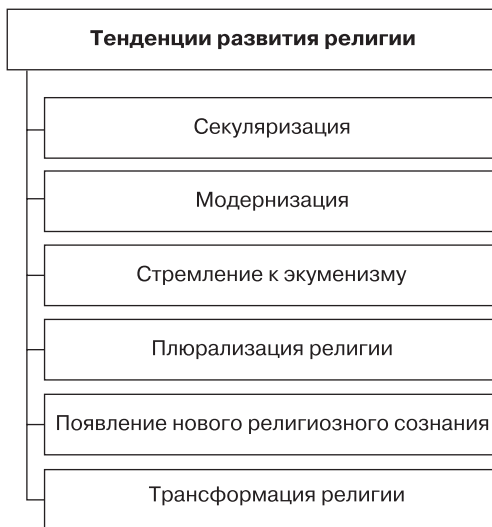 Тенденции развития религии
Секуляризация
Модернизация
Стремление к экуменизму
Плюрализация религии
Появление нового религиозного сознания
Трансформация религии